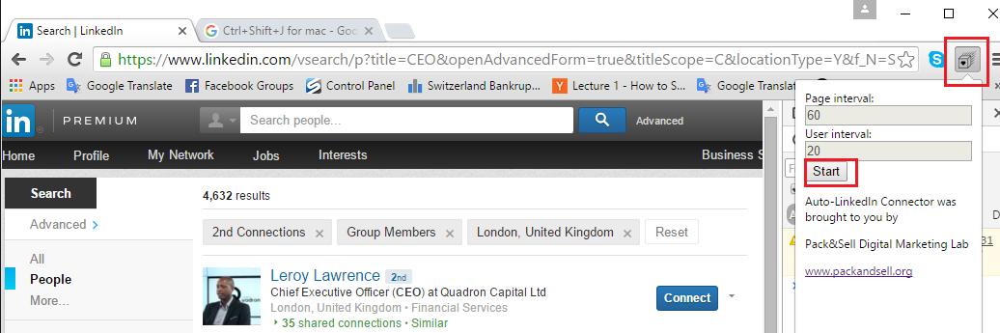 Search | LinkedIn
Ctrl+Shift+J for mac - Goo
https://www.linkedin.com/vsearch/p?title=CEO&openAdvancedForm=true&titleScope=C&locationType=Y&f_N=S
Apps Google Translate Facebook Groups Control Panel Switzerland Bankrup... Lecture 1 - How to S... Google Translate »
in PREMIUM Search people... Advanced
Home Profile My Network Jobs Interests Business S
Search
Advanced
All
People
More...
4,632 results
2nd Connections × Group Members × London, United Kingdom × Reset
Leroy Lawrence 2nd
Chief Executive Officer (CEO) at Quadron Capital Ltd
London, United Kingdom • Financial Services
35 shared connections • Similar
Connect
Page interval:
60
User interval:
20
Start
Auto-LinkedIn Connector was
brought to you by
Pack&Sell Digital Marketing Lab
www.packandsell.org
31